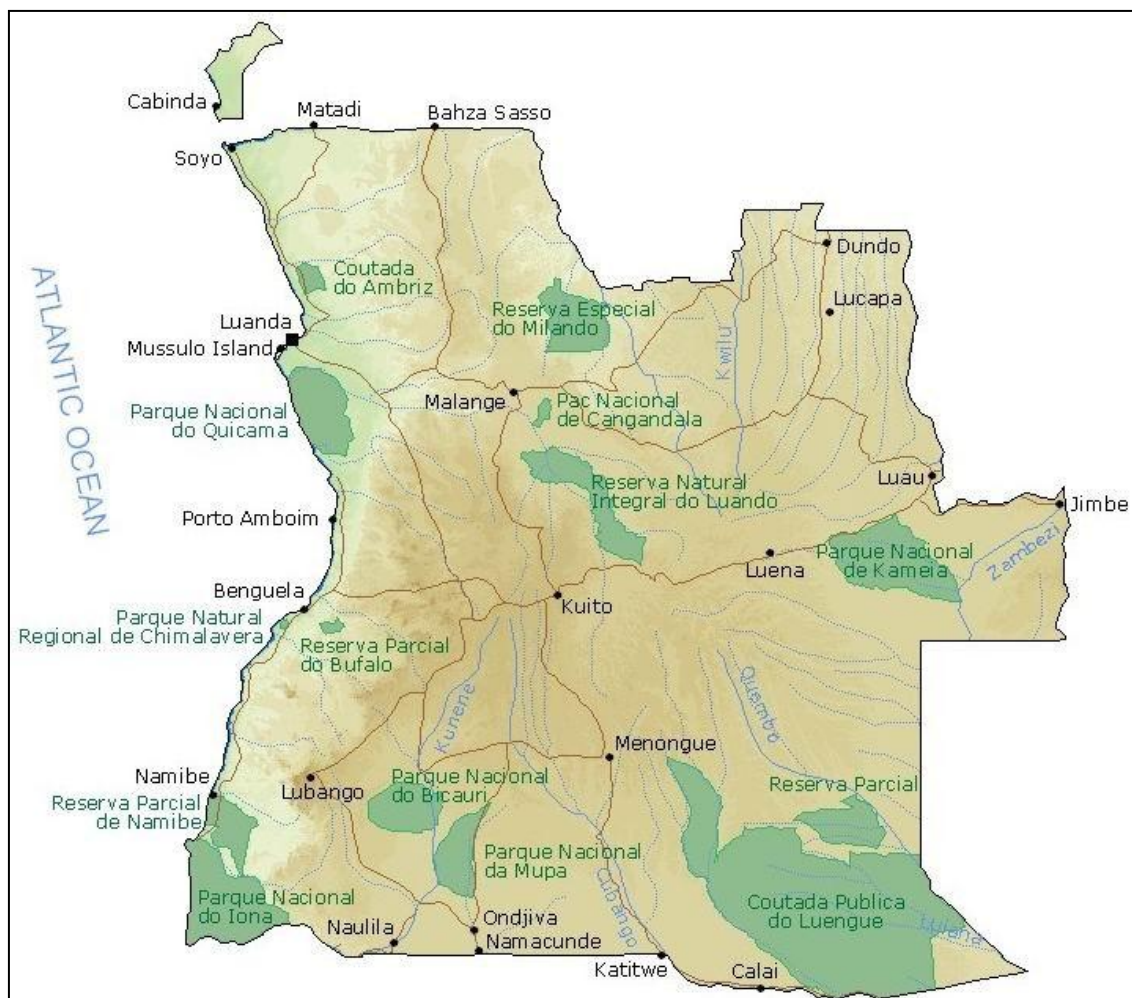 Cabinda
Matadi
Bahza Sasso
Soyo
Dundo
ATLANTIC OCEAN
Coutada
do Ambriz
Lucapa
Reserva Especial
do Milando
Luanda
Kwilu
Mussulo Island
Malange
Pac Nacional
de Cangandala
Parque Nacional
do Quicama
Luau
Reserva Natural
Integral do Luando
Jimbe
Porto Amboim
Zambezi
Parque Nacional
de Kameia
Luena
Benguela
Kuito
Parque Natural
Regional de Chimalavera
Reserva Parcial
do Bufalo
Kunene
Quembo
Menongue
Namibe
Lubango
Parque Nacional
do Bicauri
Reserva Parcial
Reserva Parcial
de Namibe
Parque Nacional
da Mupa
Cubango
Parque Nacional
do Iona
Coutada Publica
do Luengue
Luiana
Ondjiva
Naulila
Namacunde
Katitwe
Calai